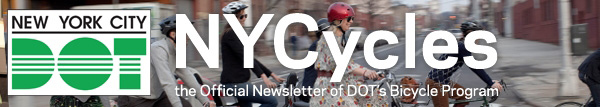 NEW YORK CITY
DOT
NYCycles
the Official Newsletter of DOT's Bicycle Program